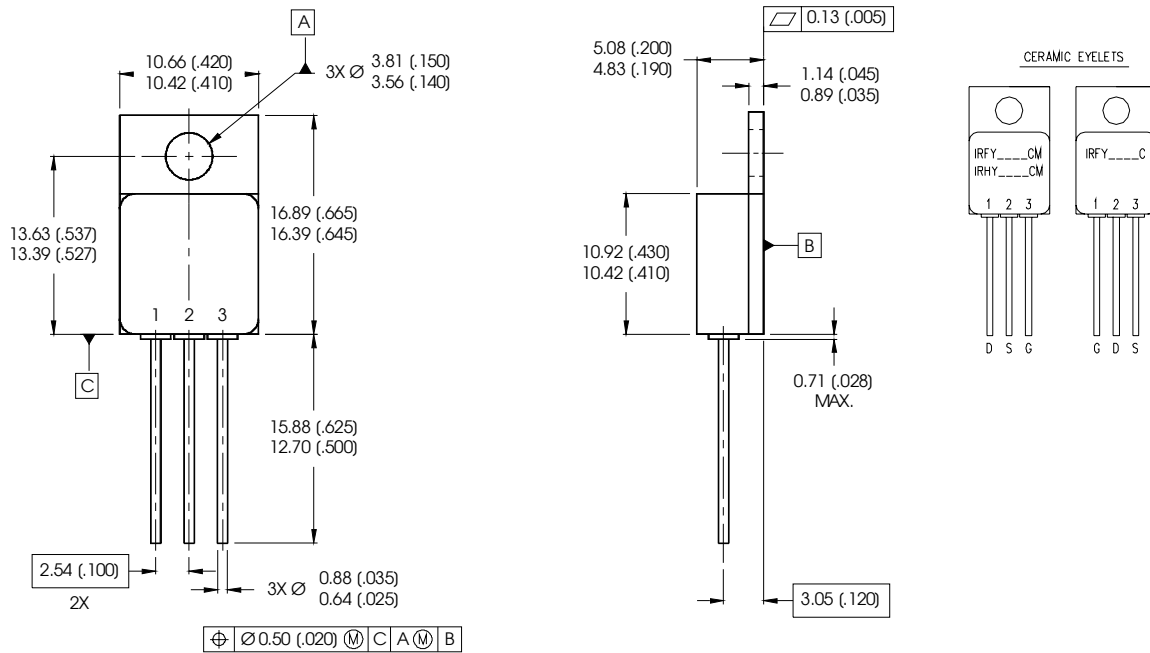 A
10.66 [.420]
10.42 [.410]
3X Ø 3.81 [.150]
3.56 [.140]
13.63 [.537]
13.39 [.527]
16.89 [.665]
16.39 [.645]
1 2 3
C
15.88 [.625]
12.70 [.500]
2.54 [.100]
2X
3X Ø 0.88 [.035]
0.64 [.025]
⌖ Ø 0.50 [.020] Ⓜ C A Ⓜ B
⏥ 0.13 [.005]
5.08 [.200]
4.83 [.190]
1.14 [.045]
0.89 [.035]
10.92 [.430]
10.42 [.410]
B
0.71 [.028]
MAX.
3.05 [.120]
CERAMIC EYELETS
IRFY____CM
IRHY____CM
1 2 3
D S G
IRFY____C
1 2 3
G D S